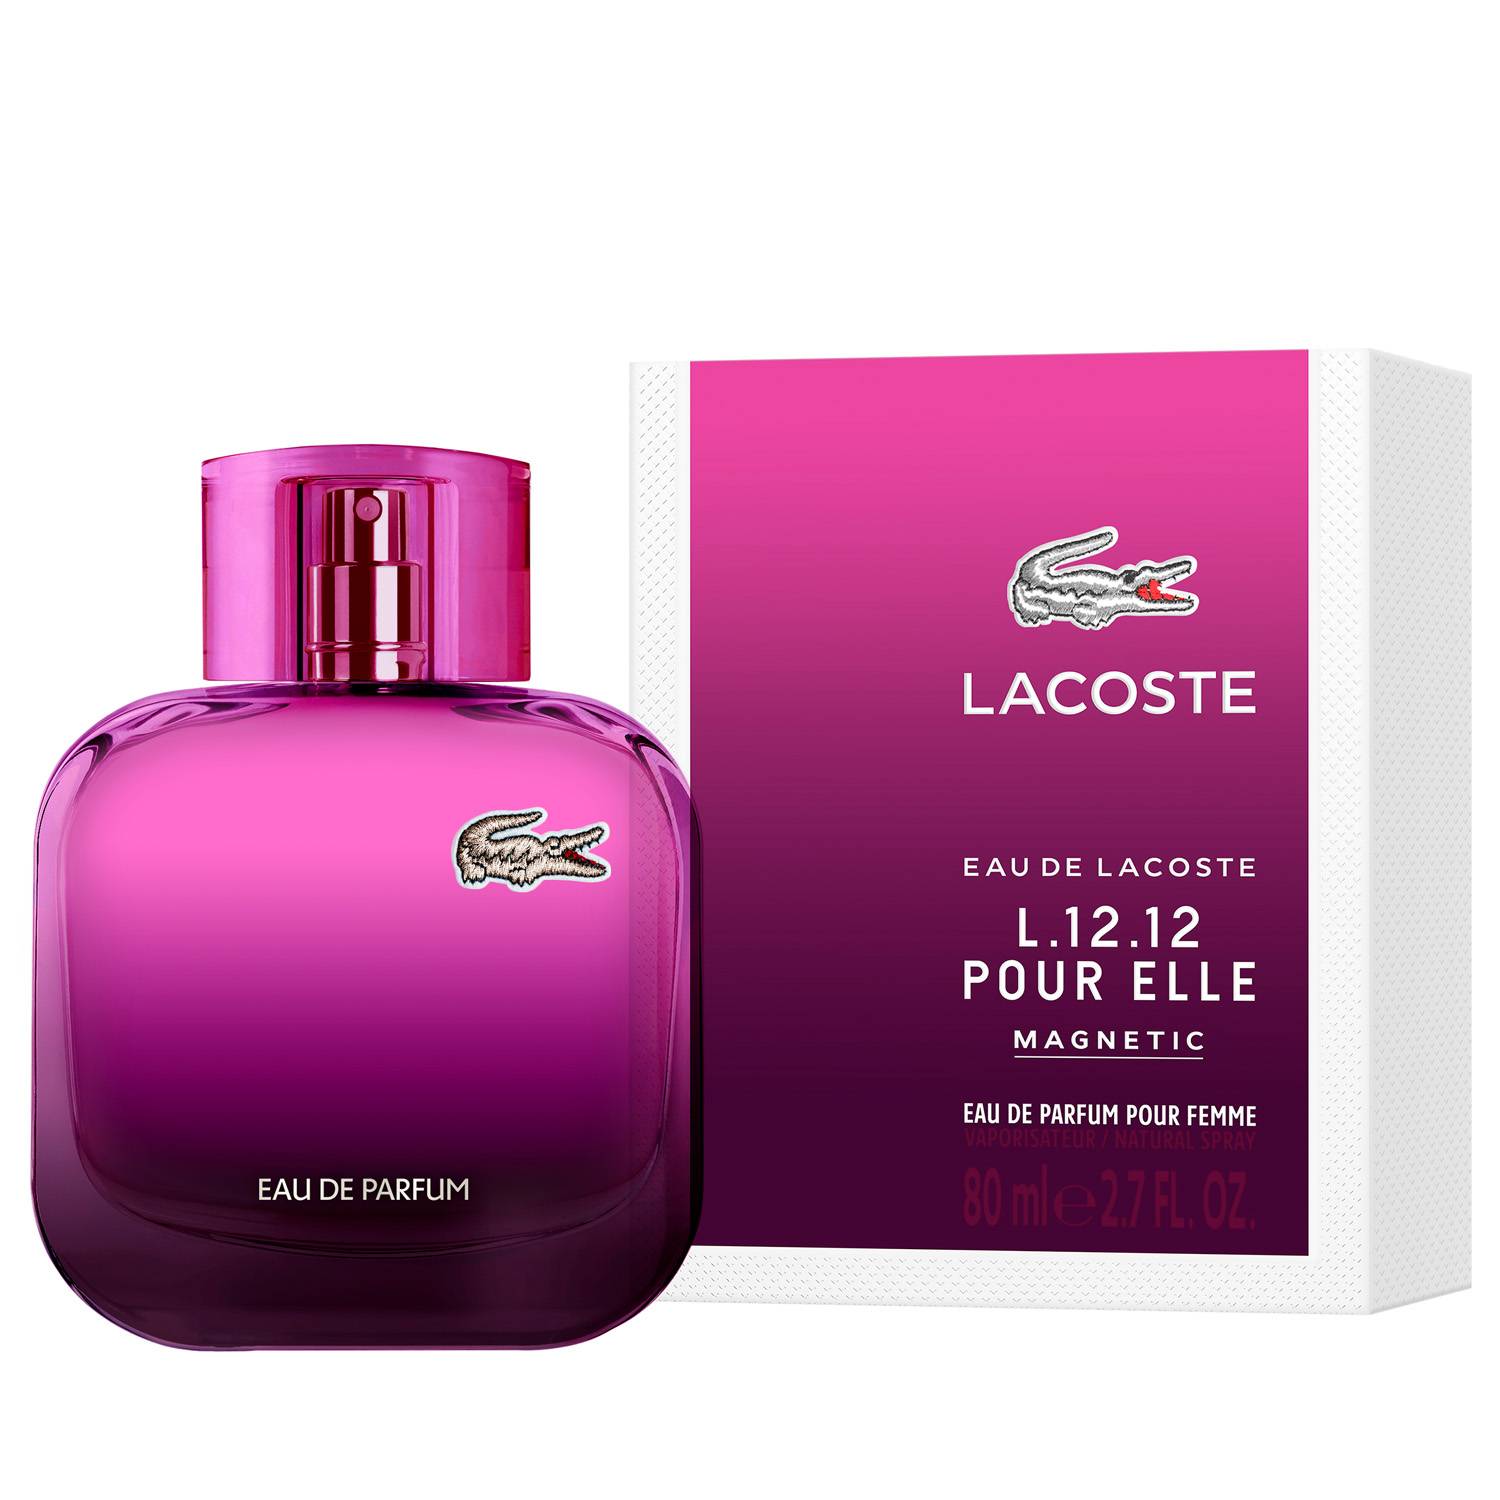 EAU DE PARFUM
LACOSTE
EAU DE LACOSTE
L.12.12
POUR ELLE
MAGNETIC
EAU DE PARFUM POUR FEMME
VAPORISATEUR / NATURAL SPRAY
80 ml e 2.7 FL. OZ.